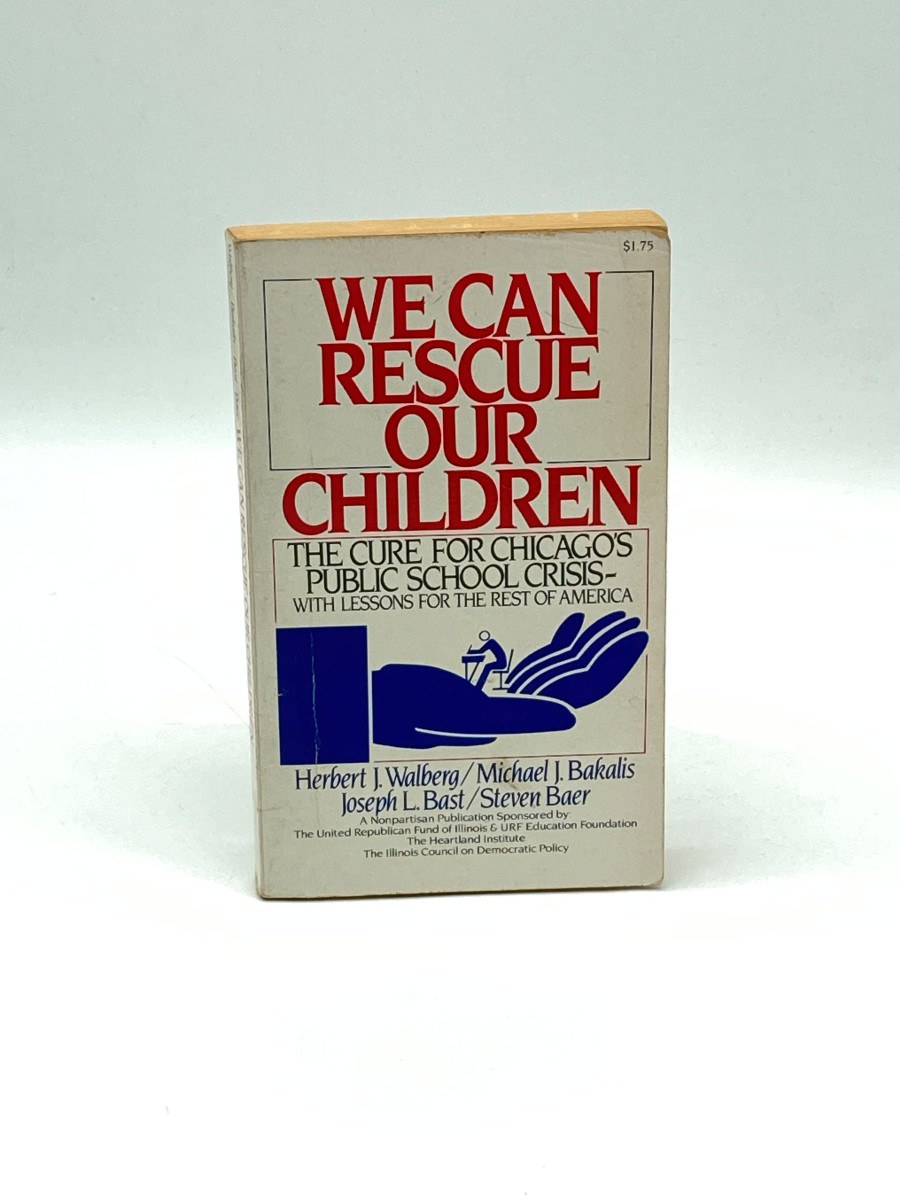 $1.75
WE CAN
RESCUE
OUR
CHILDREN
THE CURE FOR CHICAGO'S
PUBLIC SCHOOL CRISIS–
WITH LESSONS FOR THE REST OF AMERICA
Herbert J. Walberg/Michael J. Bakalis
Joseph L. Bast/Steven Baer
A Nonpartisan Publication Sponsored by:
The United Republican Fund of Illinois & URF Education Foundation
The Heartland Institute
The Illinois Council on Democratic Policy